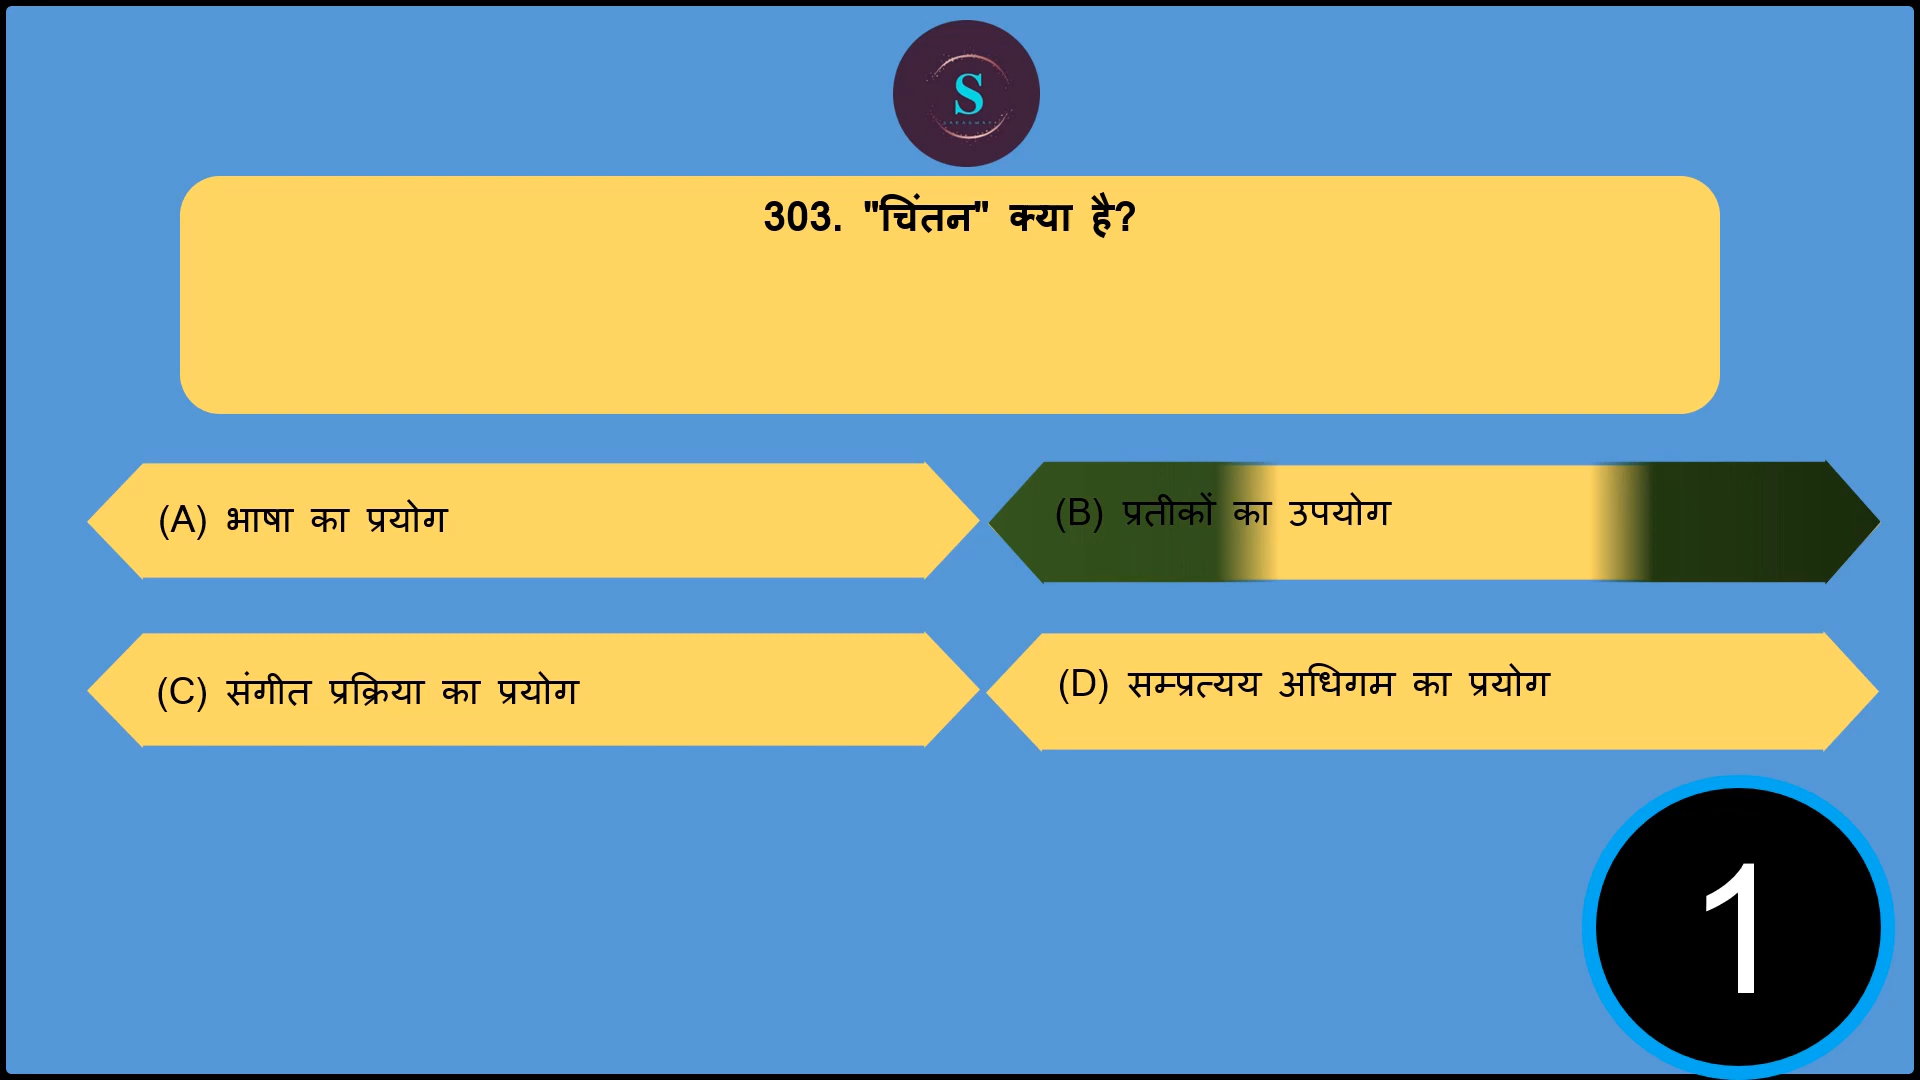 S
303. "चिंतन" क्या है?
(A) भाषा का प्रयोग
(B) प्रतीकों का उपयोग
(C) संगीत प्रक्रिया का प्रयोग
(D) सम्प्रत्यय अधिगम का प्रयोग
1